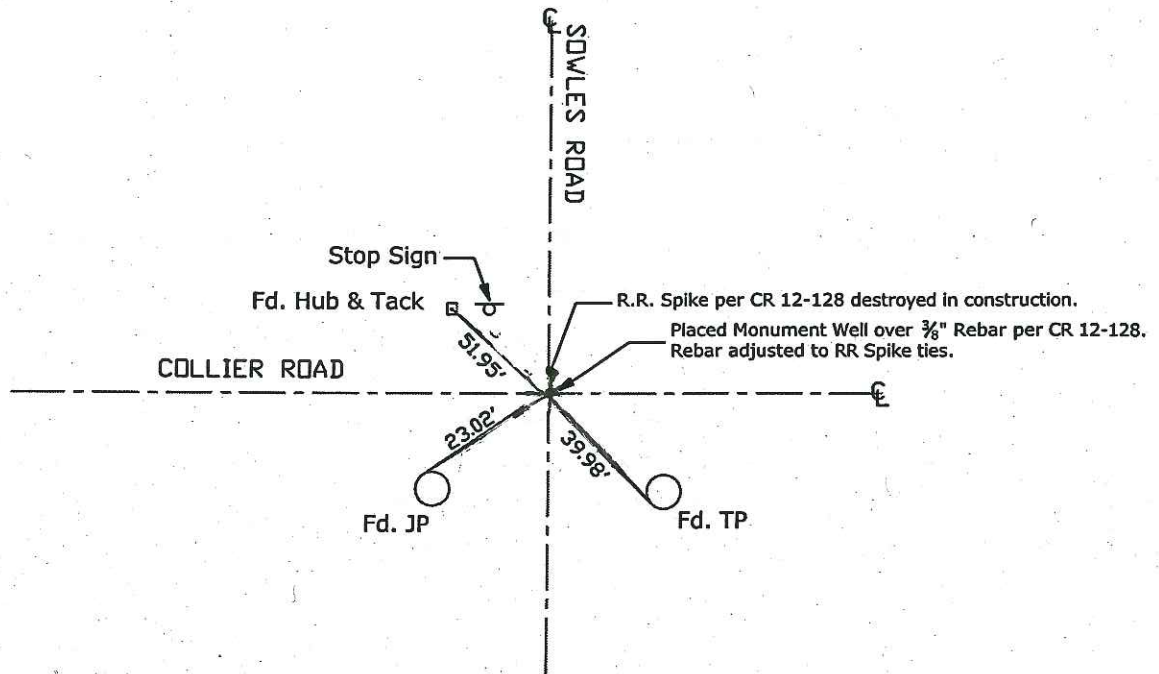 ℄
SOWLES ROAD
Stop Sign
Fd. Hub & Tack
R.R. Spike per CR 12-128 destroyed in construction.
Placed Monument Well over ⅜" Rebar per CR 12-128.
Rebar adjusted to RR Spike ties.
51.95'
COLLIER ROAD
℄
23.02'
39.98'
Fd. JP
Fd. TP